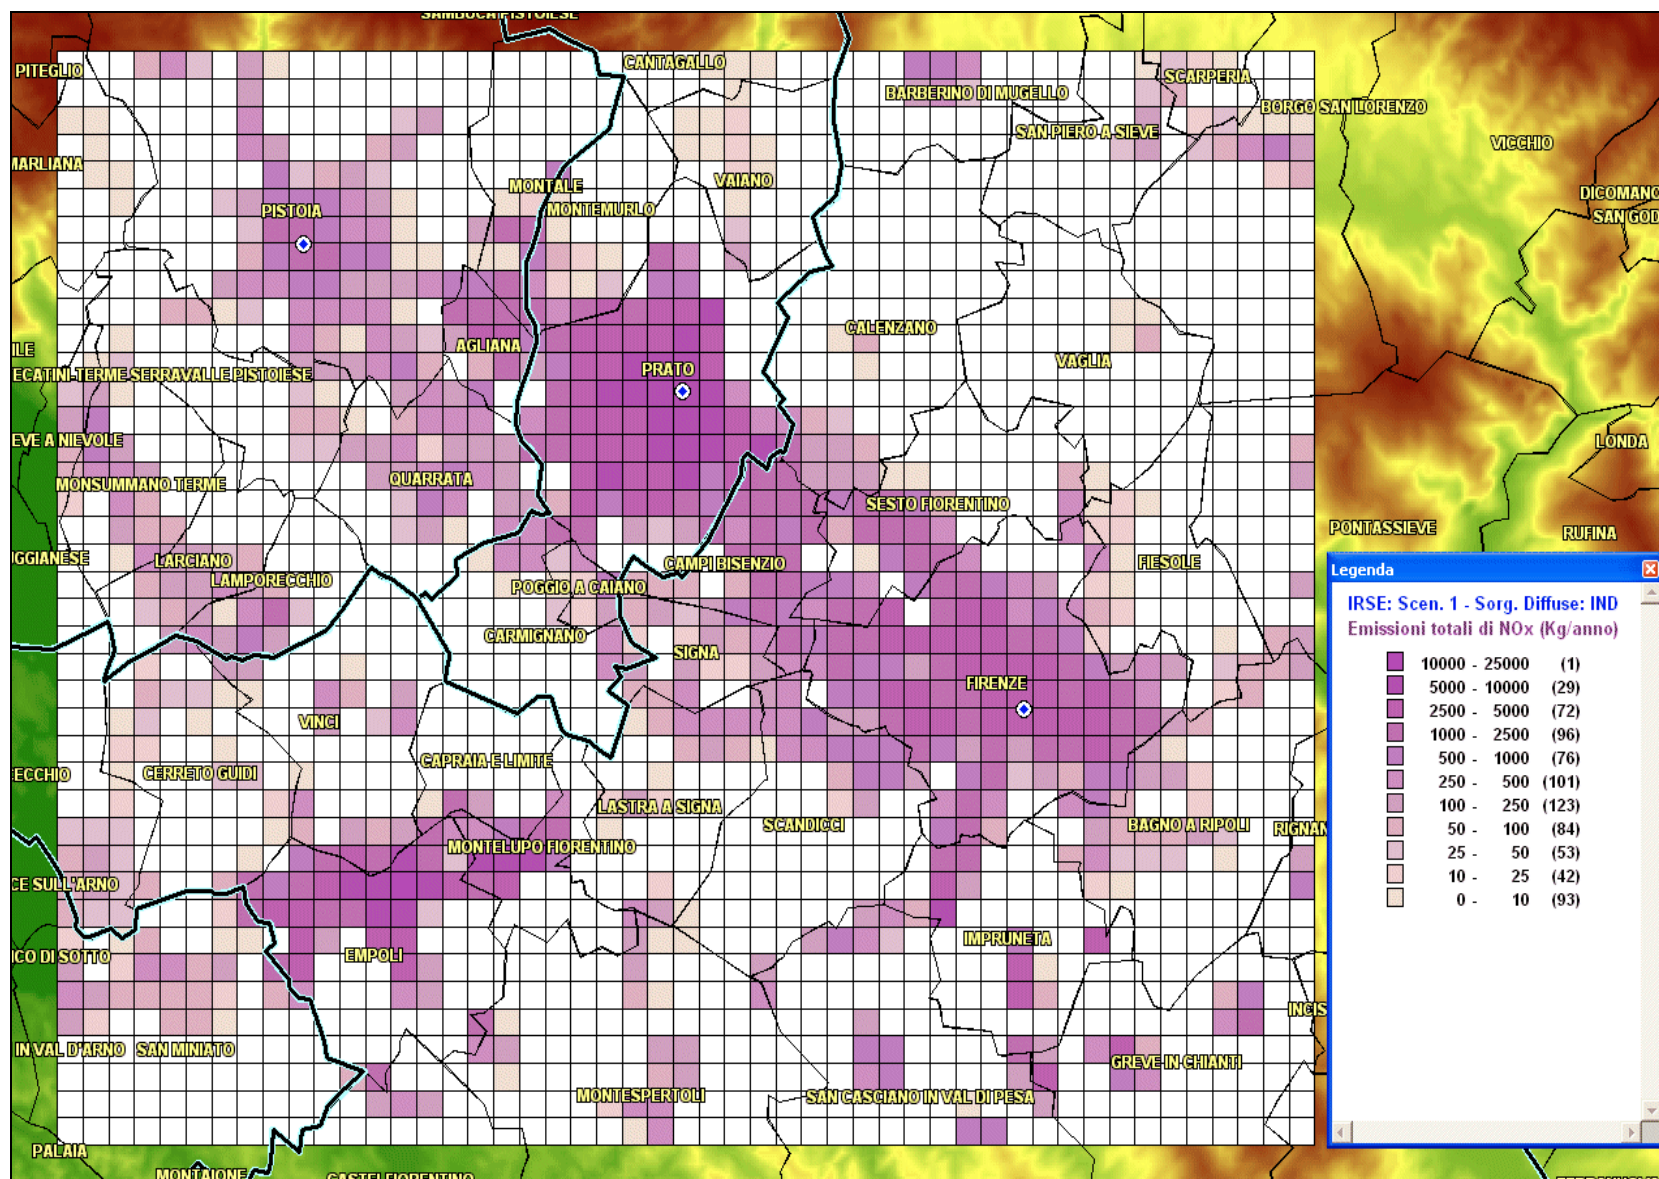 SAMBUCA PISTOIESE
CANTAGALLO
PITEGLIO
SCARPERIA
BARBERINO DI MUGELLO
BORGO SAN LORENZO
SAN PIERO A SIEVE
VICCHIO
MARLIANA
VAIANO
MONTALE
DICOMANO
PISTOIA
MONTEMURLO
SAN GOD
CALENZANO
AGLIANA
ILE
VAGLIA
PRATO
ECATINI-TERME SERRAVALLE PISTOIESE
EVE A NIEVOLE
LONDA
QUARRATA
MONSUMMANO TERME
SESTO FIORENTINO
PONTASSIEVE
RUFINA
IGGIANESE
LARCIANO
CAMPI BISENZIO
FIESOLE
LAMPORECCHIO
POGGIO A CAIANO
CARMIGNANO
SIGNA
FIRENZE
VINCI
CAPRAIA E LIMITE
ECCHIO
CERRETO GUIDI
LASTRA A SIGNA
SCANDICCI
BAGNO A RIPOLI
RIGNAN
MONTELUPO FIORENTINO
CE SULL'ARNO
IMPRUNETA
EMPOLI
ICO DI SOTTO
INCIS
IN VAL D'ARNO
SAN MINIATO
GREVE IN CHIANTI
MONTESPERTOLI
SAN CASCIANO IN VAL DI PESA
PALAIA
MONTAIONE
CASTELFIORENTINO
Legenda
IRSE: Scen. 1 - Sorg. Diffuse: IND
Emissioni totali di NOx (Kg/anno)
10000 - 25000 (1)
5000 - 10000 (29)
2500 - 5000 (72)
1000 - 2500 (96)
500 - 1000 (76)
250 - 500 (101)
100 - 250 (123)
50 - 100 (84)
25 - 50 (53)
10 - 25 (42)
0 - 10 (93)